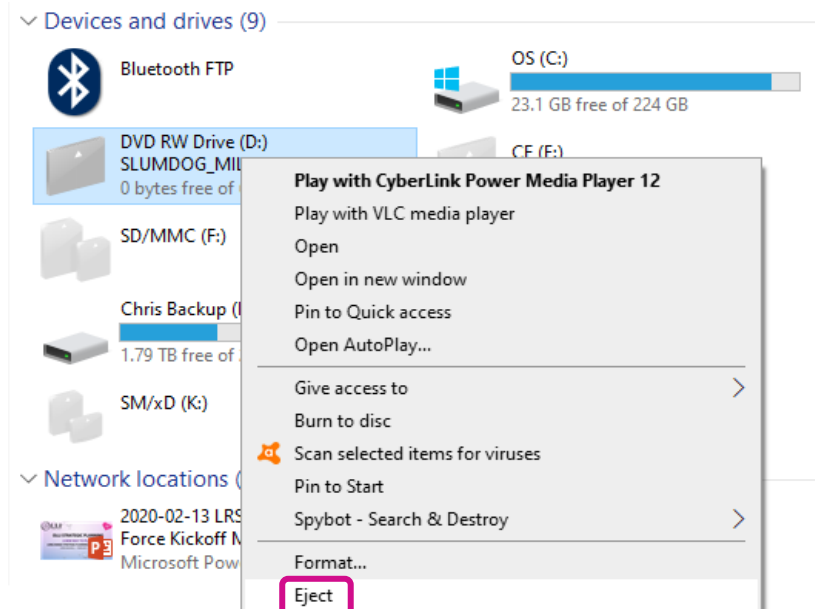 Devices and drives (9)
Bluetooth FTP
OS (C:)
23.1 GB free of 224 GB
DVD RW Drive (D:)
SLUMDOG_MIL
0 bytes free of
CF (E:)
SD/MMC (F:)
Chris Backup (
1.79 TB free of
SM/xD (K:)
Network locations (
2020-02-13 LRS
Force Kickoff
Microsoft Pow
Play with CyberLink Power Media Player 12
Play with VLC media player
Open
Open in new window
Pin to Quick access
Open AutoPlay...
Give access to
Burn to disc
Scan selected items for viruses
Pin to Start
Spybot - Search & Destroy
Format...
Eject